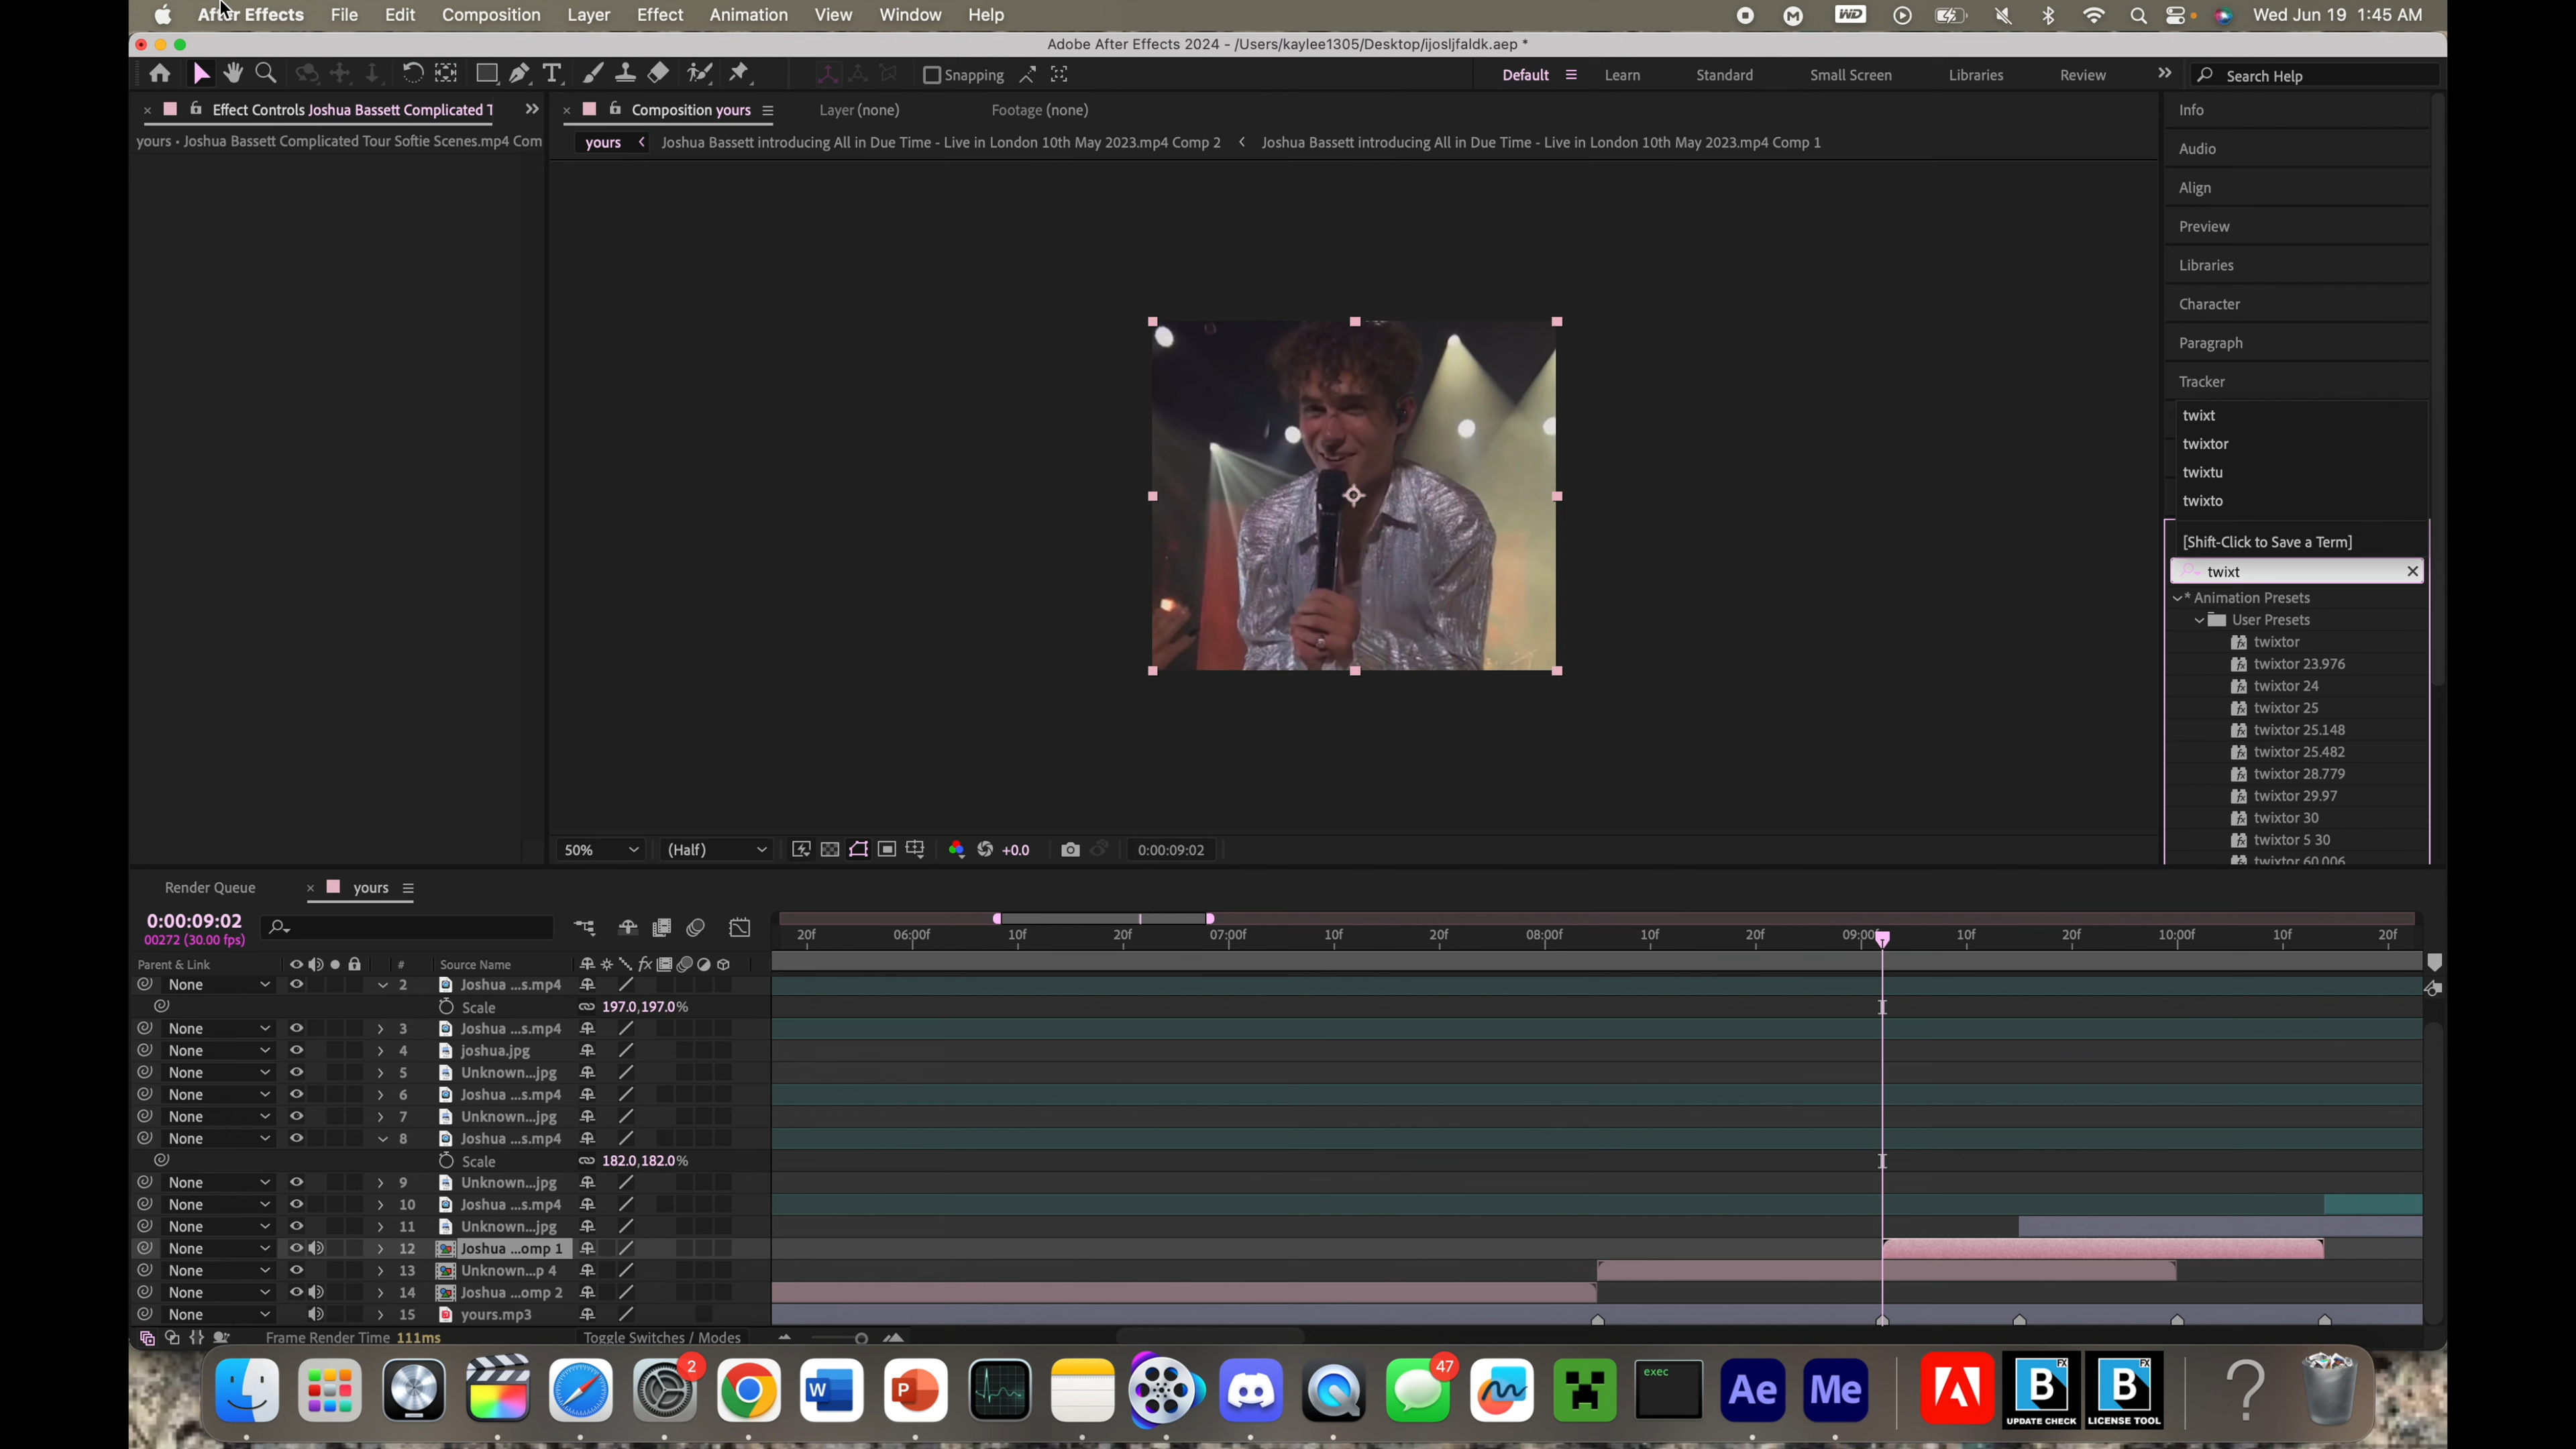 After Effects File Edit Composition Layer Effect Animation View Window Help Wed Jun 19 1:45 AM
Adobe After Effects 2024 - /Users/kaylee1305/Desktop/ijosljfaldk.aep *
Snapping Default Learn Standard Small Screen Libraries Review Search Help
Effect Controls Joshua Bassett Complicated T
Composition yours Layer (none) Footage (none)
yours • Joshua Bassett Complicated Tour Softie Scenes.mp4 Com
yours Joshua Bassett introducing All in Due Time - Live in London 10th May 2023.mp4 Comp 2 Joshua Bassett introducing All in Due Time - Live in London 10th May 2023.mp4 Comp 1
Info
Audio
Align
Preview
Libraries
Character
Paragraph
Tracker
twixt
twixtor
twixtu
twixto
[Shift-Click to Save a Term]
twixt
* Animation Presets
User Presets
twixtor
twixtor 23.976
twixtor 24
twixtor 25
twixtor 25.148
twixtor 25.482
twixtor 28.779
twixtor 29.97
twixtor 30
twixtor 5 30
twixtor 60.006
50% (Half) +0.0 0:00:09:02
Render Queue yours
0:00:09:02
00272 (30.00 fps)
20f 06:00f 10f 20f 07:00f 10f 20f 08:00f 10f 20f 09:00f 10f 20f 10:00f 10f 20f
Parent & Link # Source Name fx
None 2 Joshua ...s.mp4
Scale 197.0,197.0%
None 3 Joshua ...s.mp4
None 4 joshua.jpg
None 5 Unknown...jpg
None 6 Joshua ...s.mp4
None 7 Unknown...jpg
None 8 Joshua ...s.mp4
Scale 182.0,182.0%
None 9 Unknown...jpg
None 10 Joshua ...s.mp4
None 11 Unknown...jpg
None 12 Joshua ...omp 1
None 13 Unknown...p 4
None 14 Joshua ...omp 2
None 15 yours.mp3
Frame Render Time 111ms Toggle Switches / Modes
2 W P 47 exec Ae Me B FX UPDATE CHECK B FX LICENSE TOOL